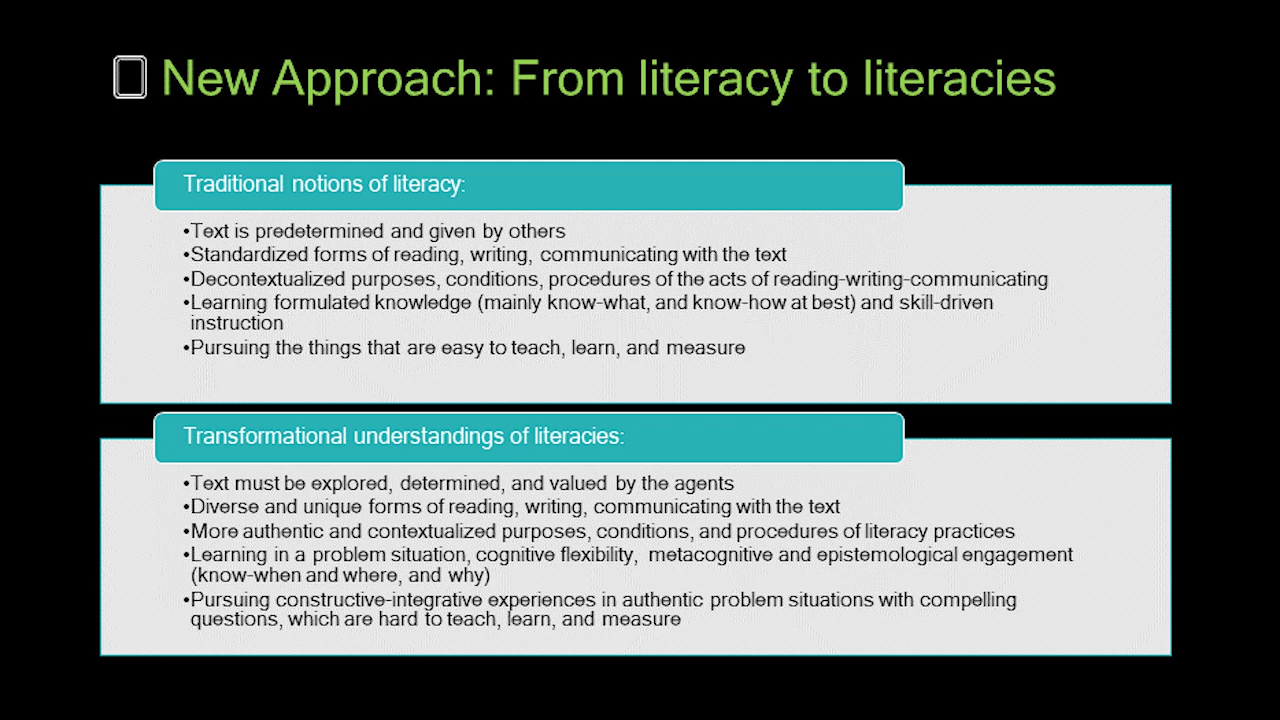 New Approach: From literacy to literacies
Traditional notions of literacy:
•Text is predetermined and given by others
•Standardized forms of reading, writing, communicating with the text
•Decontextualized purposes, conditions, procedures of the acts of reading-writing-communicating
•Learning formulated knowledge (mainly know-what, and know-how at best) and skill-driven
instruction
•Pursuing the things that are easy to teach, learn, and measure
Transformational understandings of literacies:
•Text must be explored, determined, and valued by the agents
•Diverse and unique forms of reading, writing, communicating with the text
•More authentic and contextualized purposes, conditions, and procedures of literacy practices
•Learning in a problem situation, cognitive flexibility, metacognitive and epistemological engagement
(know-when and where, and why)
•Pursuing constructive-integrative experiences in authentic problem situations with compelling
questions, which are hard to teach, learn, and measure